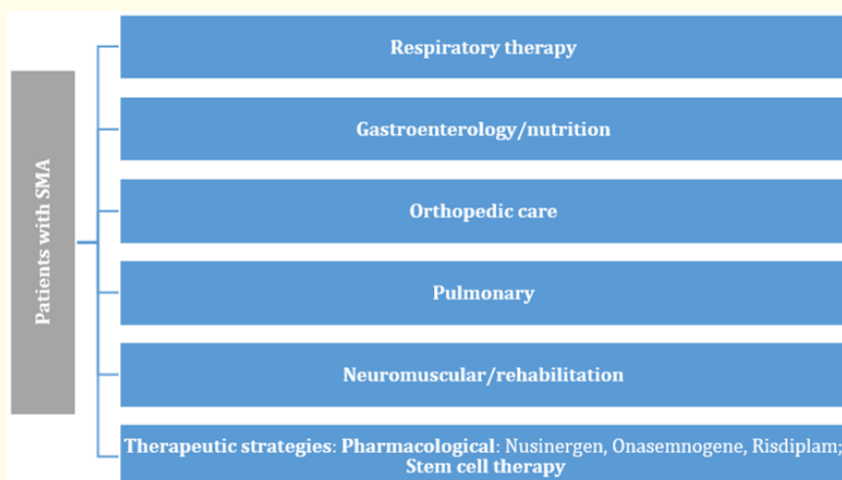 Patients with SMA
Respiratory therapy
Gastroenterology/nutrition
Orthopedic care
Pulmonary
Neuromuscular/rehabilitation
Therapeutic strategies: Pharmacological: Nusinergen, Onasemnogene, Risdiplam;
Stem cell therapy